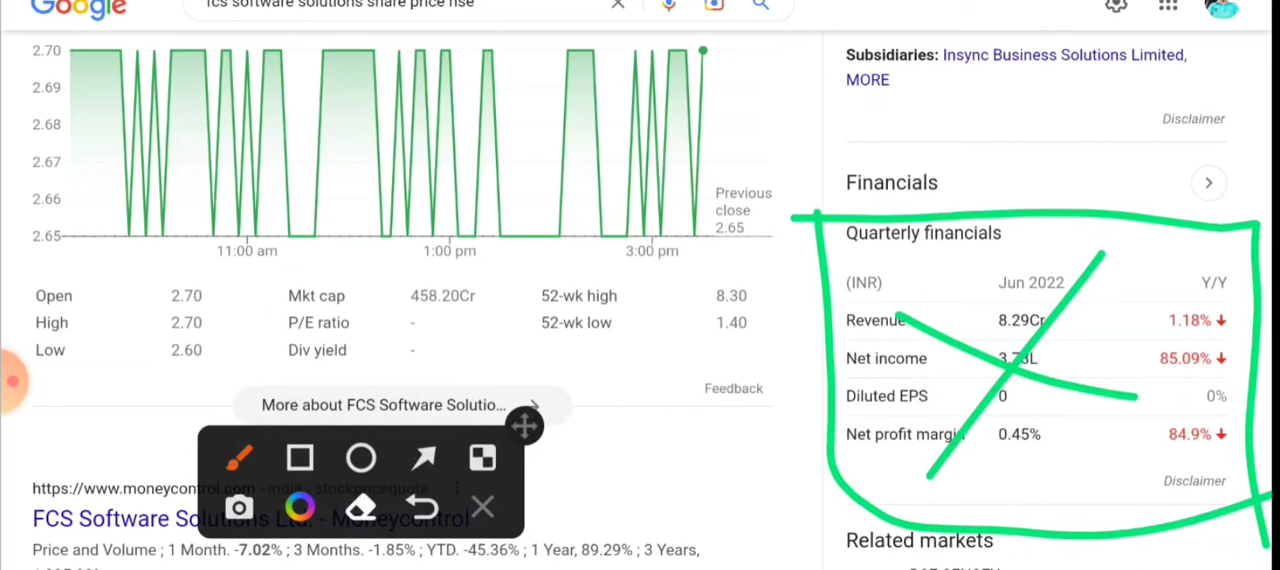 Google
fcs software solutions share price nse
2.70
2.69
2.68
2.67
2.66
2.65
Previous
close
2.65
11:00 am 1:00 pm 3:00 pm
Open 2.70 Mkt cap 458.20Cr 52-wk high 8.30
High 2.70 P/E ratio - 52-wk low 1.40
Low 2.60 Div yield -
Feedback
More about FCS Software Solutio...
https://www.moneycontrol.com › india › stockpricequote
FCS Software Solutions Ltd. - Moneycontrol
Price and Volume ; 1 Month. -7.02% ; 3 Months. -1.85% ; YTD. -45.36% ; 1 Year, 89.29% ; 3 Years,
Subsidiaries: Insync Business Solutions Limited,
MORE
Disclaimer
Financials
Quarterly financials
(INR) Jun 2022 Y/Y
Revenue 8.29Cr 1.18%
Net income 3.73L 85.09%
Diluted EPS 0 0%
Net profit margin 0.45% 84.9%
Disclaimer
Related markets